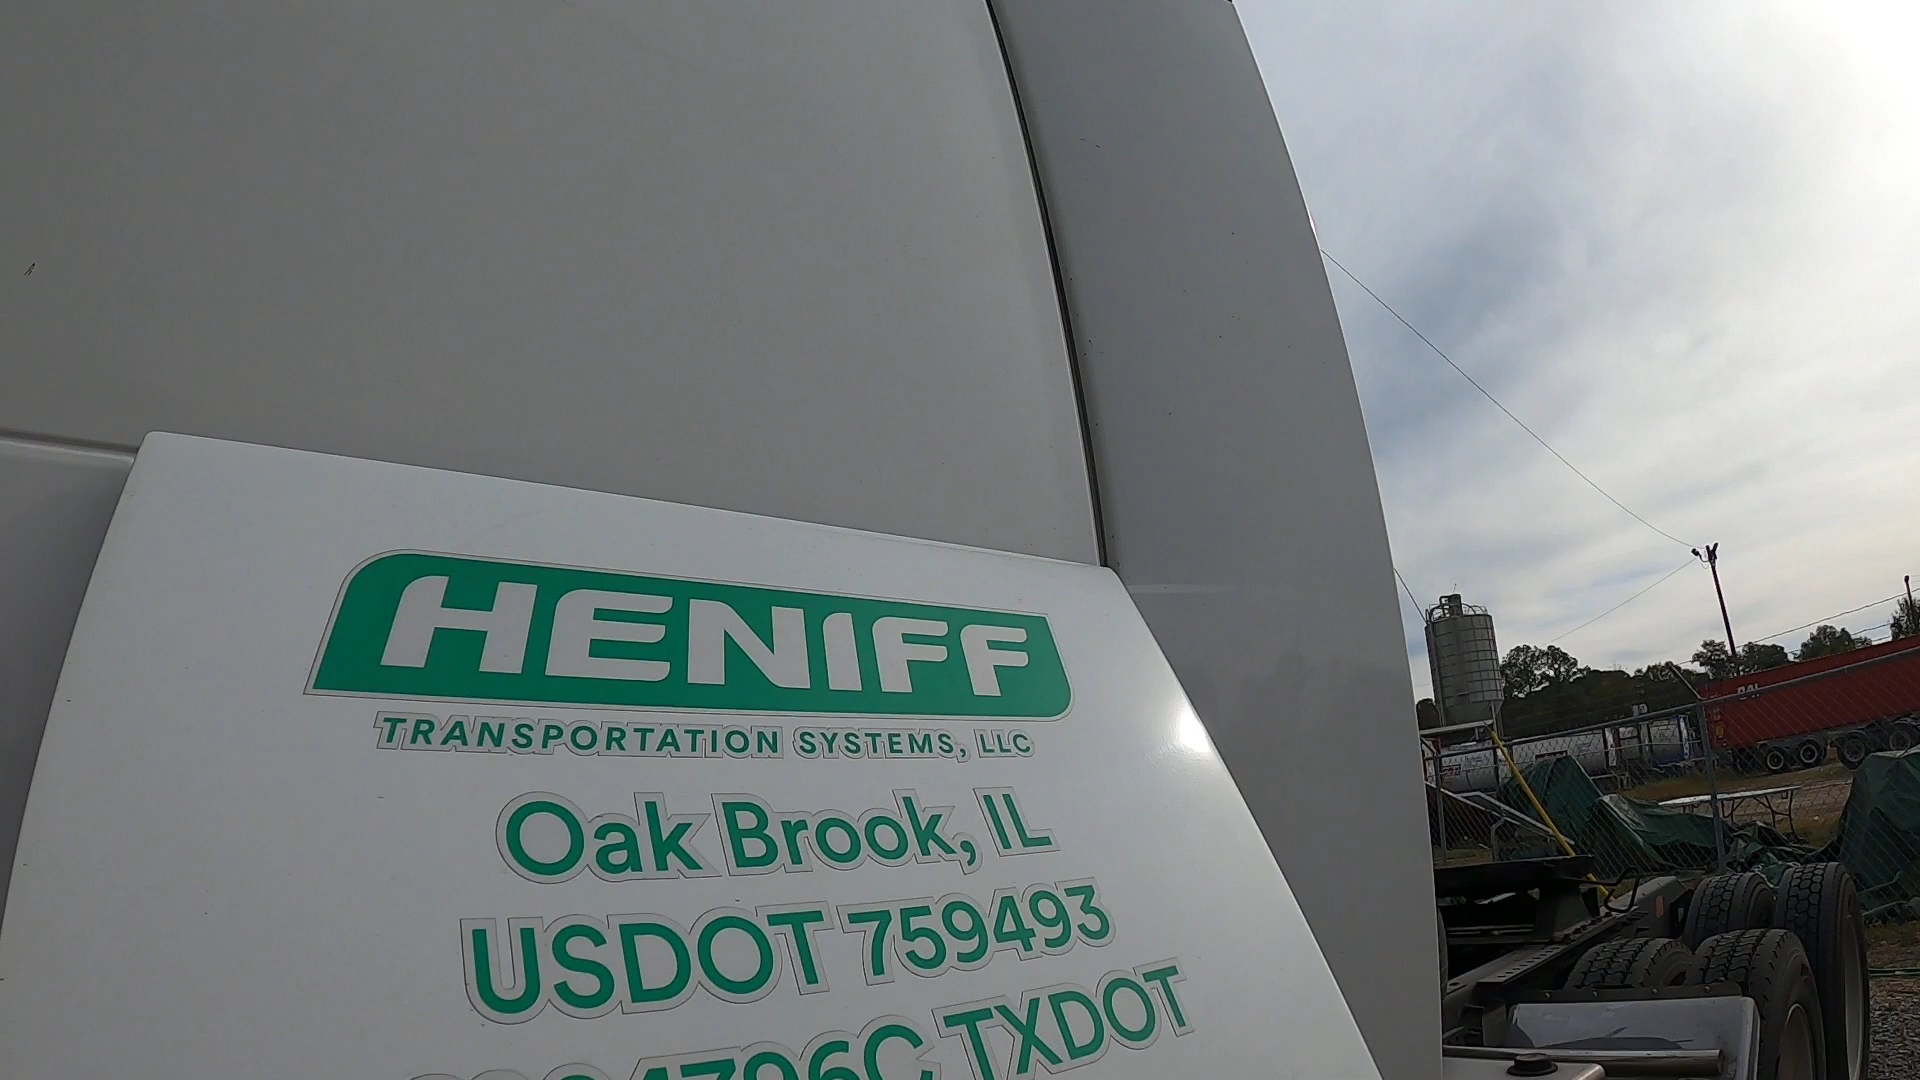 HENIFF
TRANSPORTATION SYSTEMS, LLC
Oak Brook, IL
USDOT 759493
TXDOT